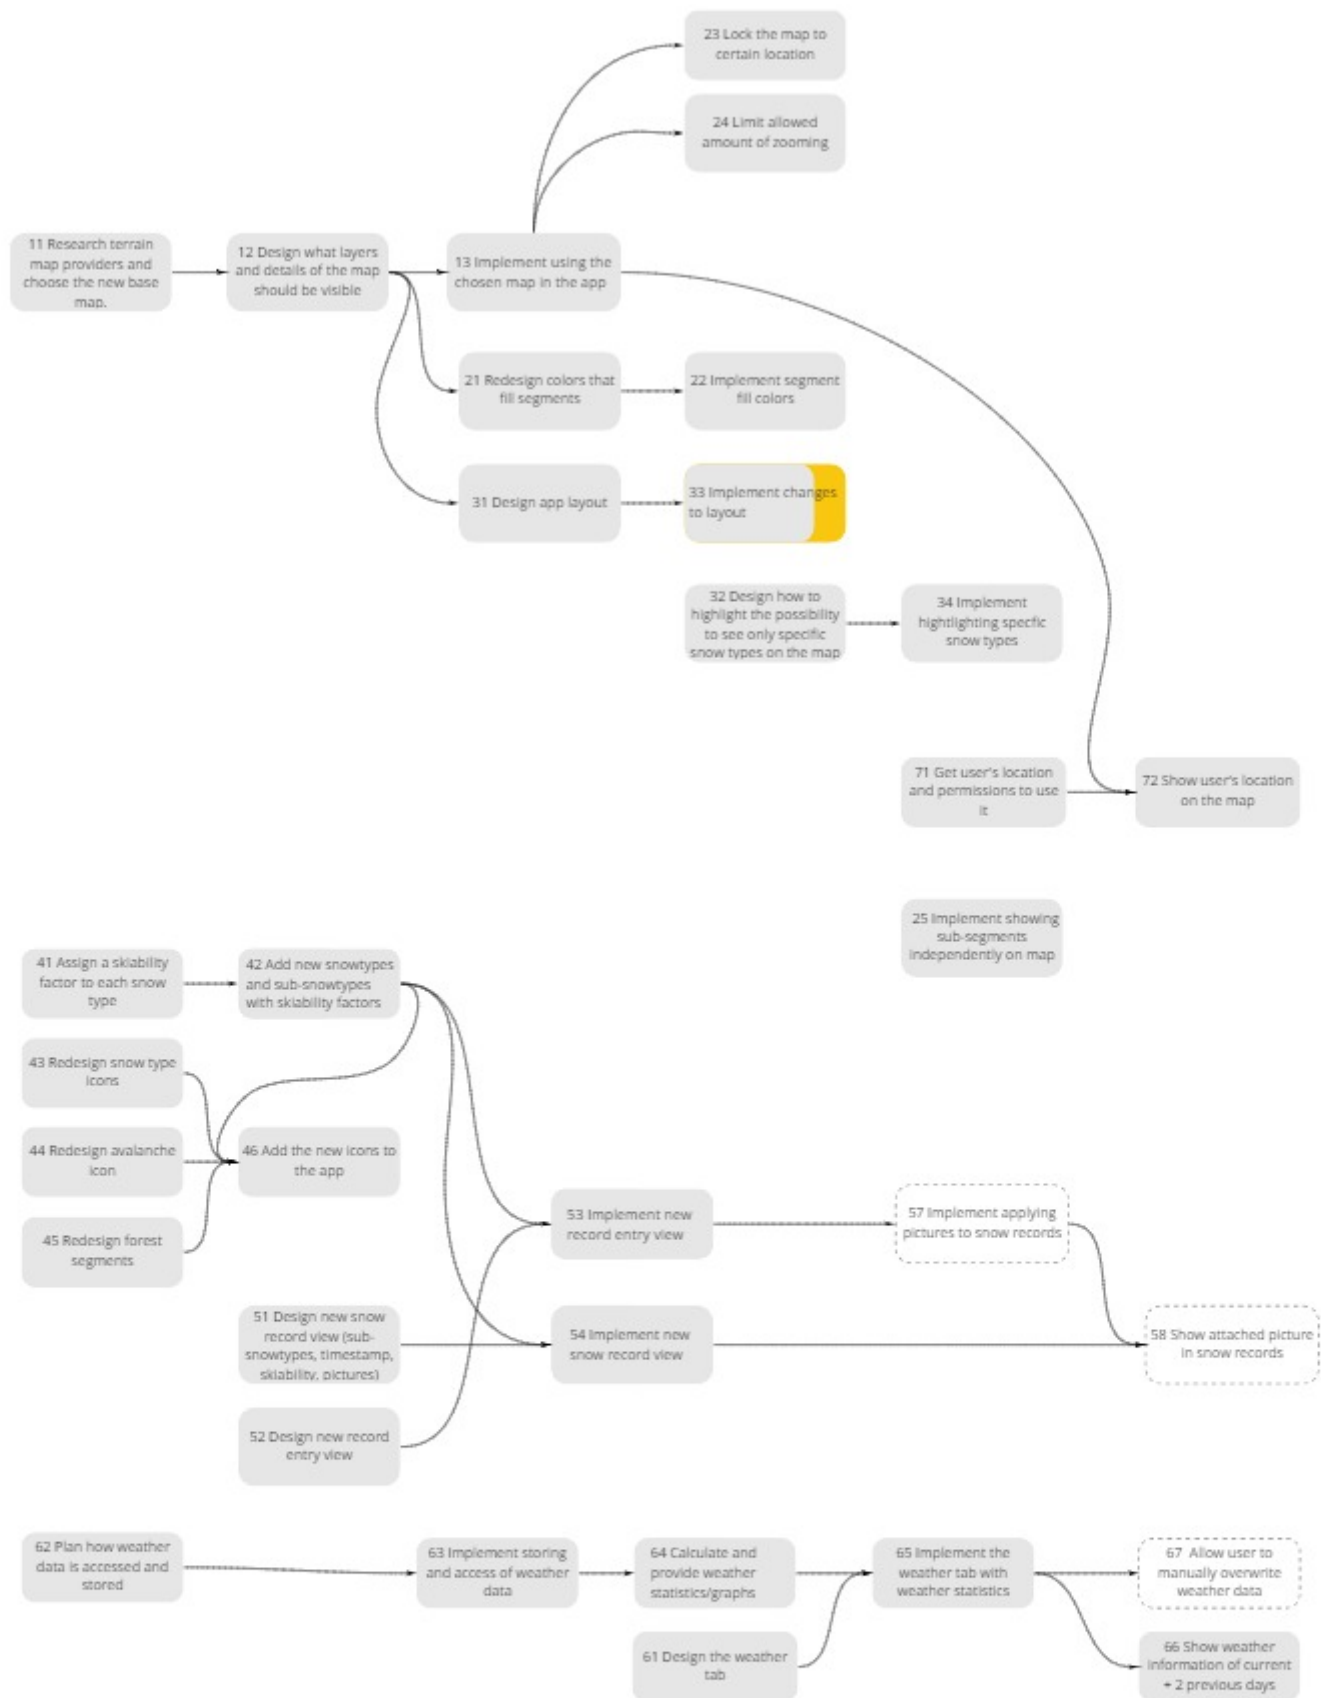 23 Lock the map to
certain location
24 Limit allowed
amount of zooming
11 Research terrain
map providers and
choose the new base
map.
12 Design what layers
and details of the map
should be visible
13 Implement using the
chosen map in the app
21 Redesign colors that
fill segments
22 Implement segment
fill colors
31 Design app layout
33 Implement changes
to layout
32 Design how to
highlight the possibility
to see only specific
snow types on the map
34 Implement
hightlighting specfic
snow types
71 Get user's location
and permissions to use
it
72 Show user's location
on the map
25 Implement showing
sub-segments
independently on map
41 Assign a skiability
factor to each snow
type
42 Add new snowtypes
and sub-snowtypes
with skiability factors
43 Redesign snow type
icons
44 Redesign avalanche
icon
46 Add the new icons to
the app
45 Redesign forest
segments
53 Implement new
record entry view
57 Implement applying
pictures to snow records
51 Design new snow
record view (sub-
snowtypes, timestamp,
skiability, pictures)
54 Implement new
snow record view
58 Show attached picture
in snow records
52 Design new record
entry view
62 Plan how weather
data is accessed and
stored
63 Implement storing
and access of weather
data
64 Calculate and
provide weather
statistics/graphs
65 Implement the
weather tab with
weather statistics
67 Allow user to
manually overwrite
weather data
61 Design the weather
tab
66 Show weather
information of current
+ 2 previous days